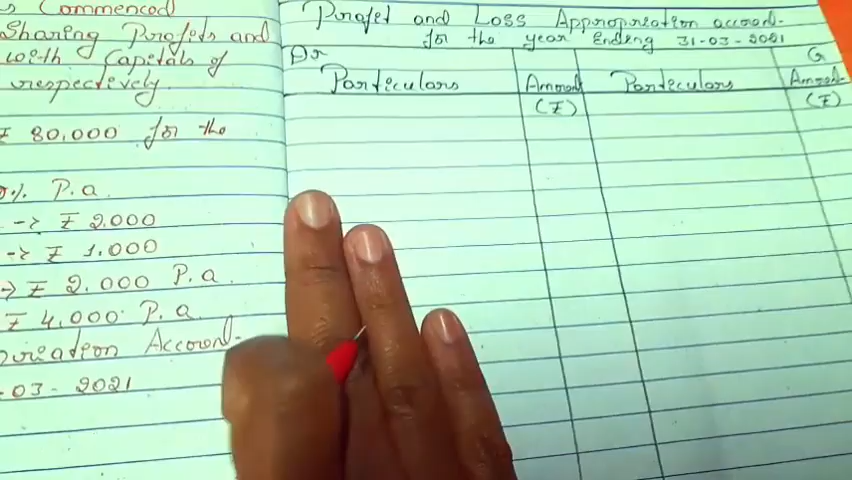 Commenced
Sharing Profits and
with Capitals of
respectively.
₹ 80,000 for the
% P.a.
-> ₹ 2.000
-> ₹ 1.000
-> ₹ 2.000 P.a.
₹ 4,000 P.a.
Account-
03-2021
Profit and Loss Appropriation account-
for the year Ending 31-03-2021
Dr
Cr
Particulars Amount Particulars Amount
(₹) (₹)